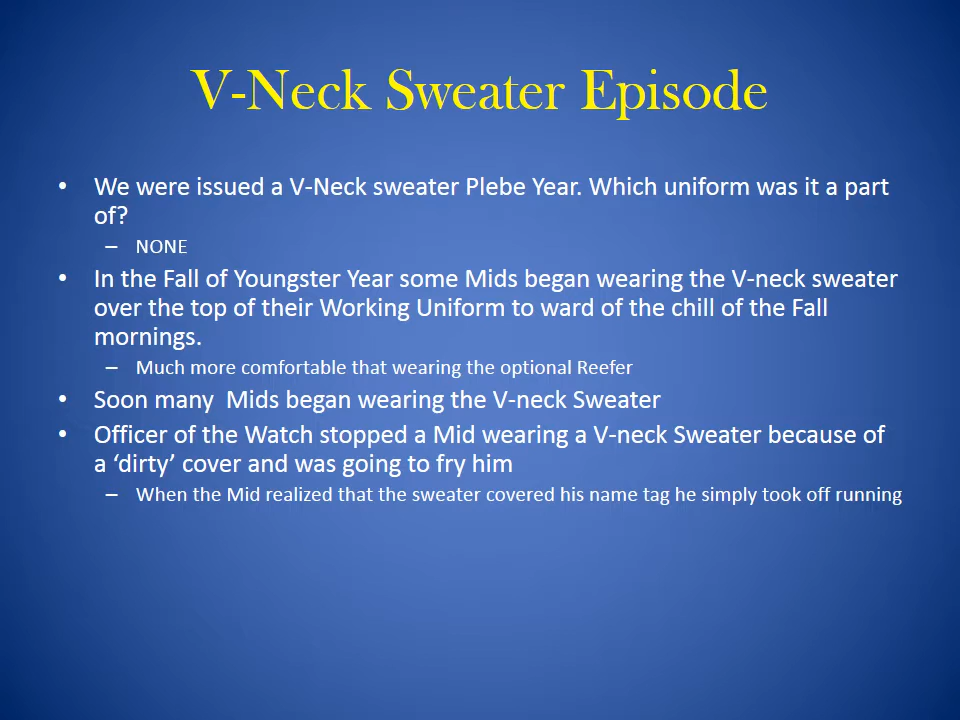 V-Neck Sweater Episode
• We were issued a V-Neck sweater Plebe Year. Which uniform was it a part
of?
– NONE
• In the Fall of Youngster Year some Mids began wearing the V-neck sweater
over the top of their Working Uniform to ward of the chill of the Fall
mornings.
– Much more comfortable that wearing the optional Reefer
• Soon many  Mids began wearing the V-neck Sweater
• Officer of the Watch stopped a Mid wearing a V-neck Sweater because of
a ‘dirty’ cover and was going to fry him
– When the Mid realized that the sweater covered his name tag he simply took off running